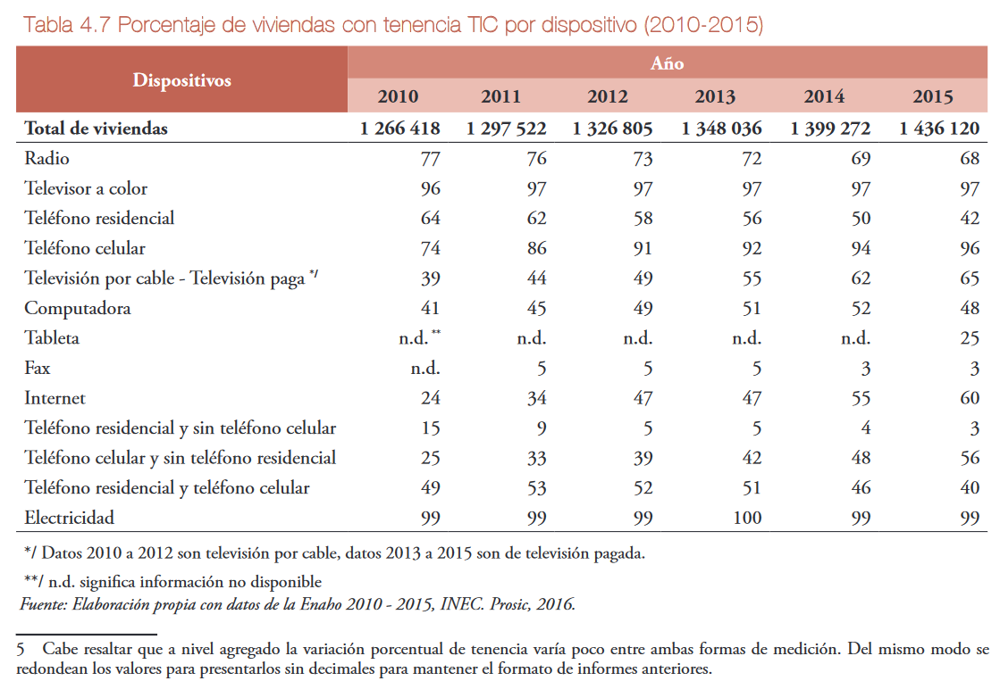 Tabla 4.7 Porcentaje de viviendas con tenencia TIC por dispositivo (2010-2015)
Dispositivos Año
2010 2011 2012 2013 2014 2015
Total de viviendas 1 266 418 1 297 522 1 326 805 1 348 036 1 399 272 1 436 120
Radio 77 76 73 72 69 68
Televisor a color 96 97 97 97 97 97
Teléfono residencial 64 62 58 56 50 42
Teléfono celular 74 86 91 92 94 96
Televisión por cable - Televisión paga */ 39 44 49 55 62 65
Computadora 41 45 49 51 52 48
Tableta n.d. ** n.d. n.d. n.d. n.d. 25
Fax n.d. 5 5 5 3 3
Internet 24 34 47 47 55 60
Teléfono residencial y sin teléfono celular 15 9 5 5 4 3
Teléfono celular y sin teléfono residencial 25 33 39 42 48 56
Teléfono residencial y teléfono celular 49 53 52 51 46 40
Electricidad 99 99 99 100 99 99
*/ Datos 2010 a 2012 son televisión por cable, datos 2013 a 2015 son de televisión pagada.
**/ n.d. significa información no disponible
Fuente: Elaboración propia con datos de la Enaho 2010 - 2015, INEC. Prosic, 2016.
5 Cabe resaltar que a nivel agregado la variación porcentual de tenencia varía poco entre ambas formas de medición. Del mismo modo se
redondean los valores para presentarlos sin decimales para mantener el formato de informes anteriores.